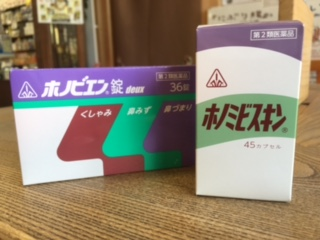 ホノビエン®錠 deux
第2類医薬品
36錠
くしゃみ 鼻みず 鼻づまり
第2類医薬品
ホノミビスキン®
45カプセル